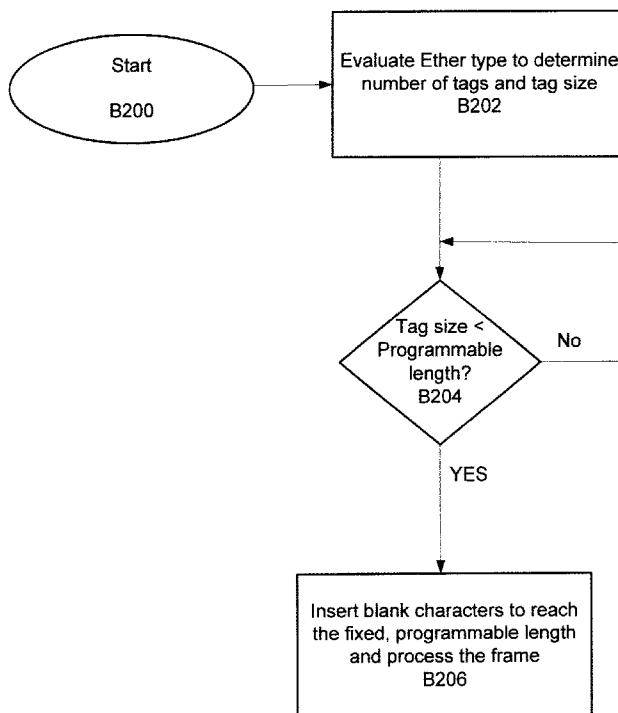 Start
B200
Evaluate Ether type to determine
number of tags and tag size
B202
Tag size <
Programmable
length?
B204
No
YES
Insert blank characters to reach
the fixed, programmable length
and process the frame
B206